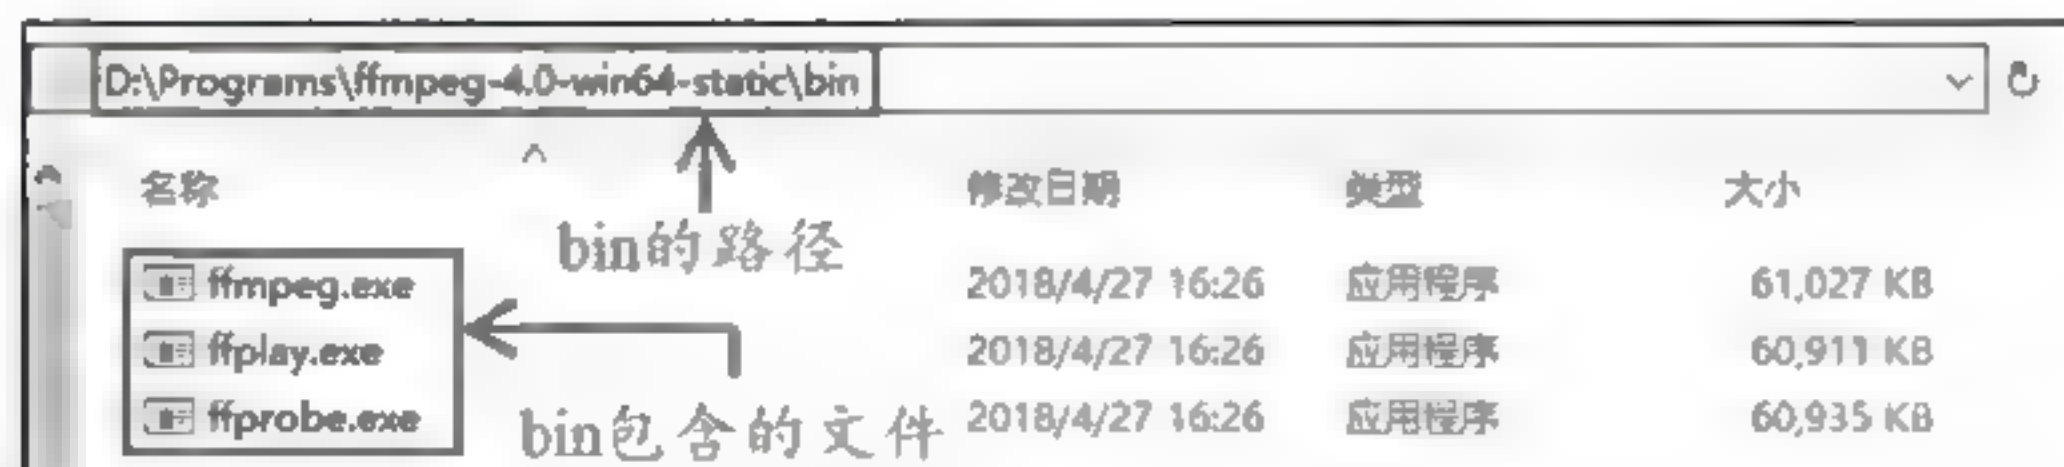 D:\Programs\ffmpeg-4.0-win64-static\bin
名称 修改日期 类型 大小
bin的路径
ffmpeg.exe 2018/4/27 16:26 应用程序 61,027 KB
ffplay.exe 2018/4/27 16:26 应用程序 60,911 KB
ffprobe.exe 2018/4/27 16:26 应用程序 60,935 KB
bin包含的文件